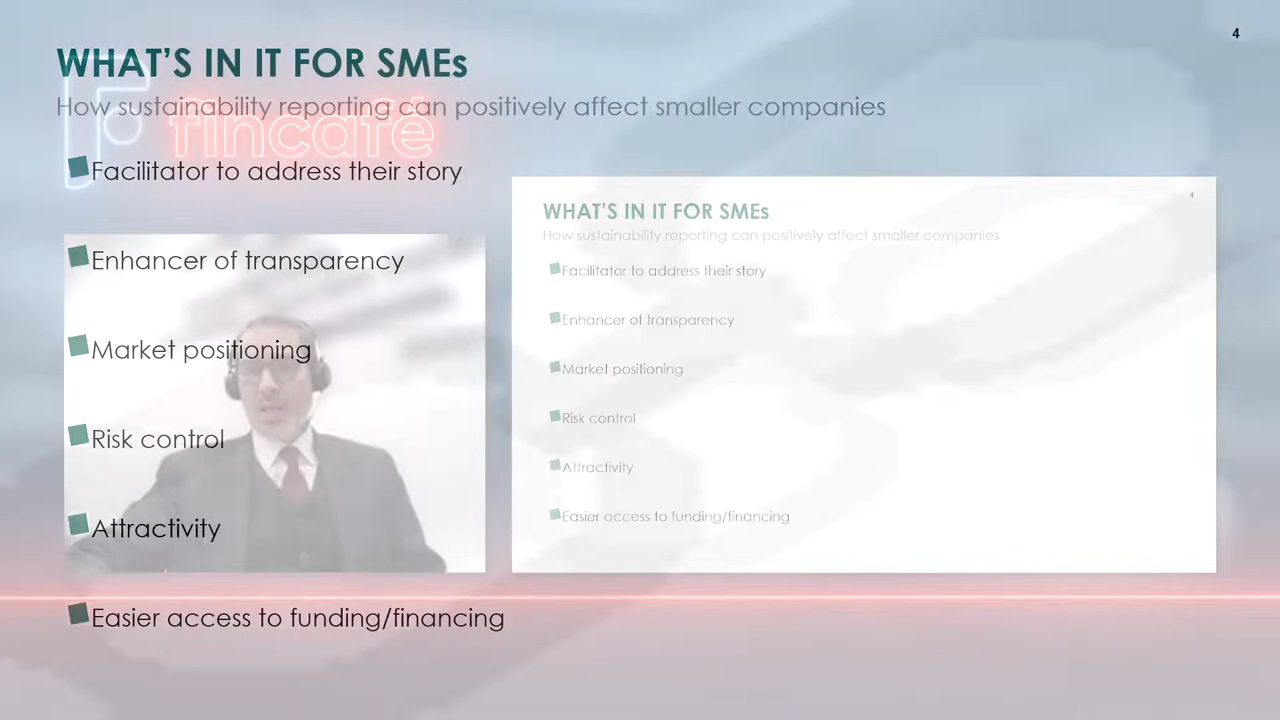 4
WHAT'S IN IT FOR SMEs
How sustainability reporting can positively affect smaller companies
fincafé
Facilitator to address their story
Enhancer of transparency
Market positioning
Risk control
Attractivity
Easier access to funding/financing
4
WHAT'S IN IT FOR SMEs
How sustainability reporting can positively affect smaller companies
Facilitator to address their story
Enhancer of transparency
Market positioning
Risk control
Attractivity
Easier access to funding/financing